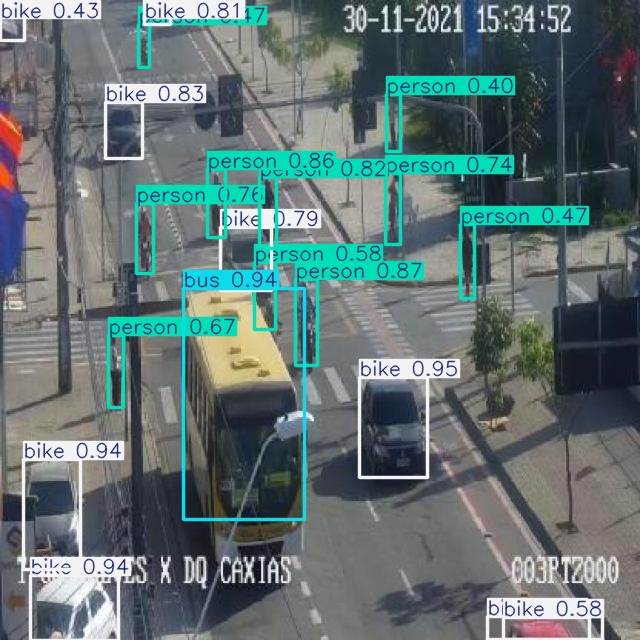 bike 0.43
bike 0.81
0.47
30-11-2021 15:34:52
bike 0.83
person 0.40
person 0.86
0.82
person 0.74
person 0.76
bike 0.79
person 0.47
person 0.58
person 0.87
bus 0.94
person 0.67
bike 0.95
bike 0.94
X DQ CAXIAS
003PTZ000
bike 0.94
bike 0.58